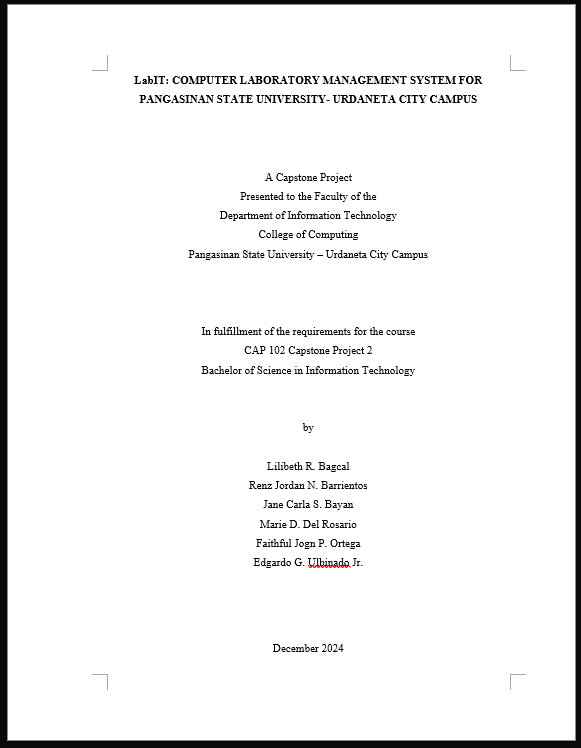 LabIT: COMPUTER LABORATORY MANAGEMENT SYSTEM FOR
PANGASINAN STATE UNIVERSITY- URDANETA CITY CAMPUS
A Capstone Project
Presented to the Faculty of the
Department of Information Technology
College of Computing
Pangasinan State University – Urdaneta City Campus
In fulfillment of the requirements for the course
CAP 102 Capstone Project 2
Bachelor of Science in Information Technology
by
Lilibeth R. Bagcal
Renz Jordan N. Barrientos
Jane Carla S. Bayan
Marie D. Del Rosario
Faithful Jogn P. Ortega
Edgardo G. Ulbinado Jr.
December 2024